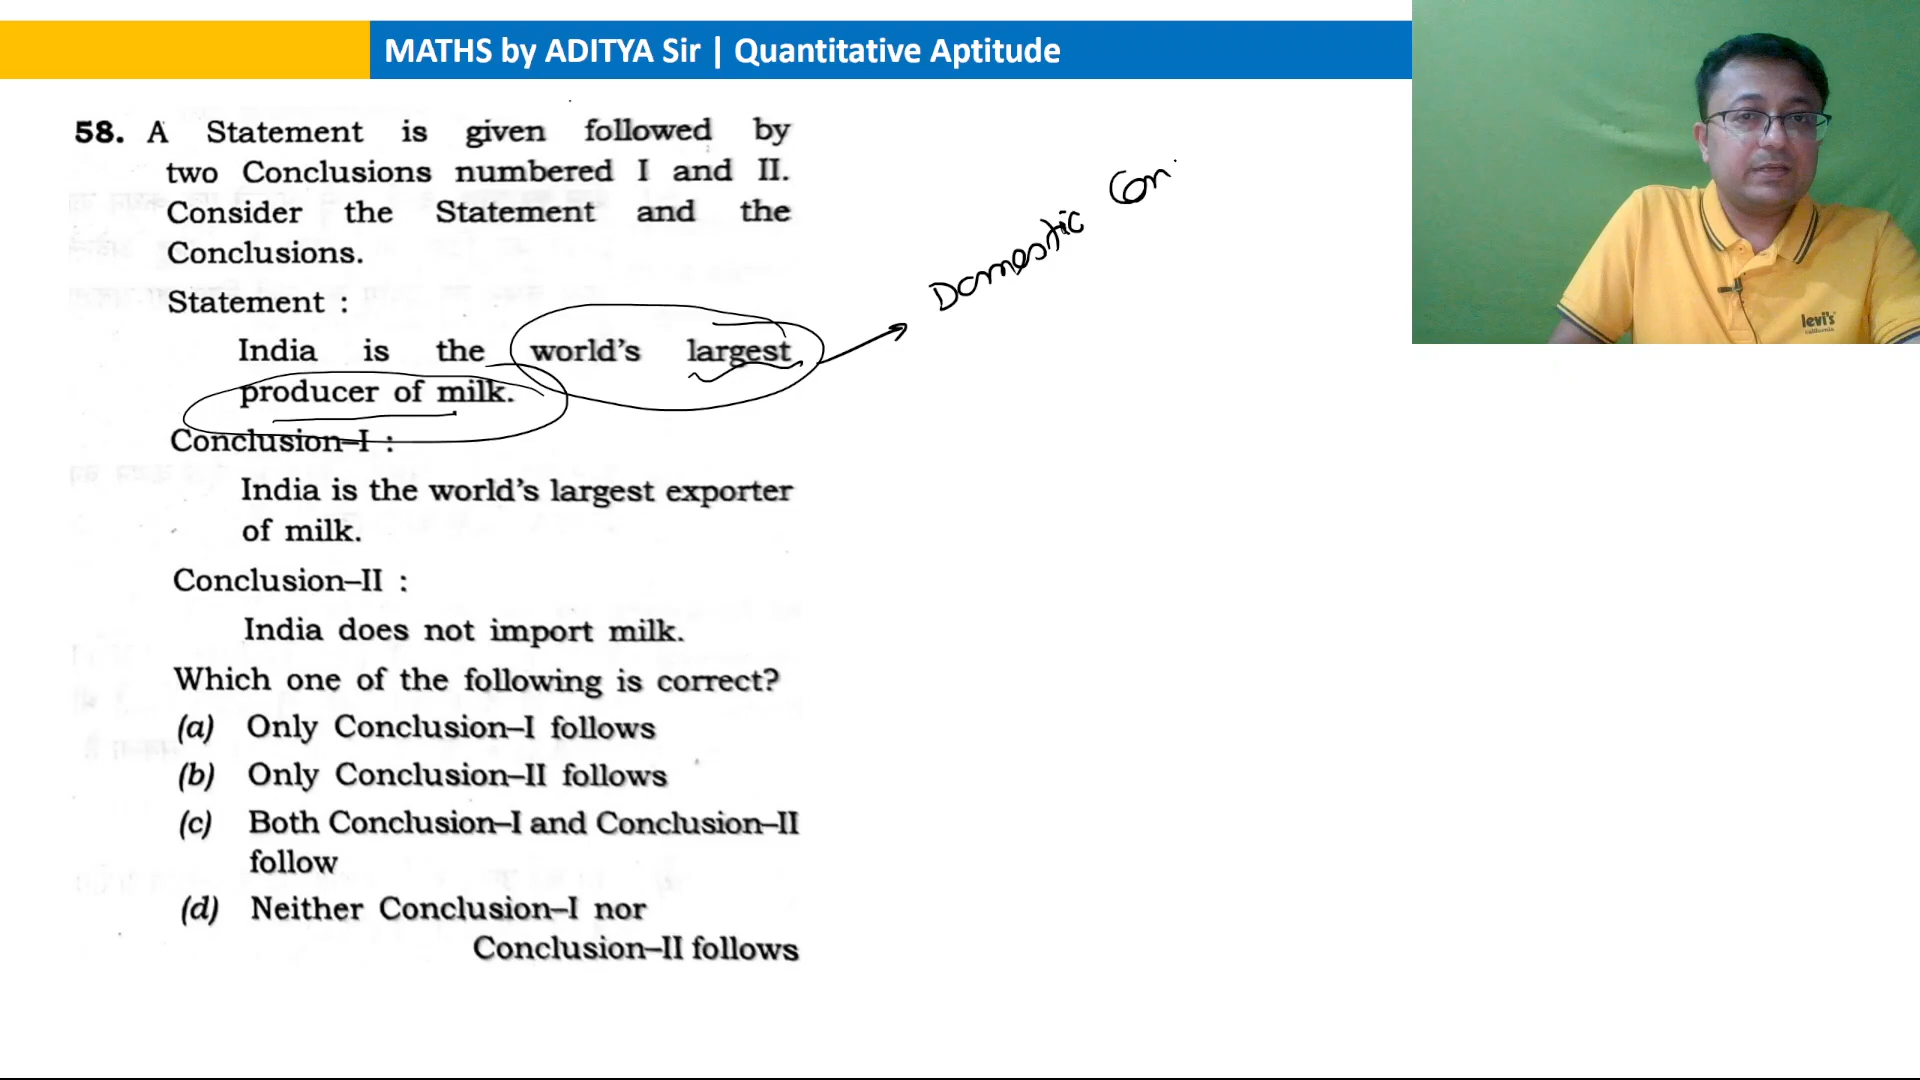 MATHS by ADITYA Sir | Quantitative Aptitude
58. A Statement is given followed by
two Conclusions numbered I and II.
Consider the Statement and the
Conclusions.
Statement :
India is the world's largest
producer of milk.
Conclusion–I :
India is the world's largest exporter
of milk.
Conclusion–II :
India does not import milk.
Which one of the following is correct?
(a) Only Conclusion–I follows
(b) Only Conclusion–II follows
(c) Both Conclusion–I and Conclusion–II
follow
(d) Neither Conclusion–I nor
Conclusion–II follows
Domestic Con
levi's